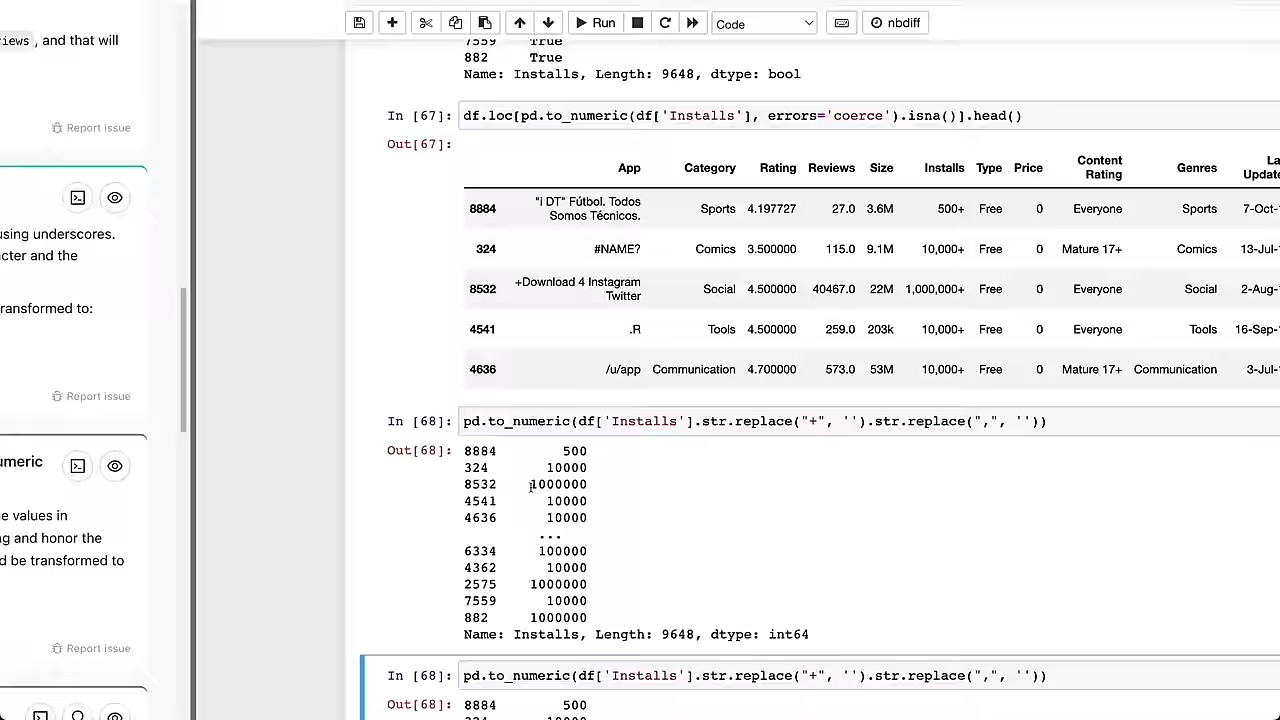 iews , and that will
Report issue
using underscores.
cter and the
ransformed to:
Report issue
umeric
e values in
g and honor the
d be transformed to
Report issue
Run
Code
nbdiff
7559 True
882 True
Name: Installs, Length: 9648, dtype: bool
In [67]: df.loc[pd.to_numeric(df['Installs'], errors='coerce').isna()].head()
Out[67]:
App Category Rating Reviews Size Installs Type Price Content Rating Genres La Update
8884 "i DT" Fútbol. Todos Somos Técnicos. Sports 4.197727 27.0 3.6M 500+ Free 0 Everyone Sports 7-Oct-
324 #NAME? Comics 3.500000 115.0 9.1M 10,000+ Free 0 Mature 17+ Comics 13-Jul-
8532 +Download 4 Instagram Twitter Social 4.500000 40467.0 22M 1,000,000+ Free 0 Everyone Social 2-Aug-
4541 .R Tools 4.500000 259.0 203k 10,000+ Free 0 Everyone Tools 16-Sep-
4636 /u/app Communication 4.700000 573.0 53M 10,000+ Free 0 Mature 17+ Communication 3-Jul-
In [68]: pd.to_numeric(df['Installs'].str.replace("+", '').str.replace(",", ''))
Out[68]: 8884 500
324 10000
8532 1000000
4541 10000
4636 10000
...
6334 100000
4362 10000
2575 1000000
7559 10000
882 1000000
Name: Installs, Length: 9648, dtype: int64
In [68]: pd.to_numeric(df['Installs'].str.replace("+", '').str.replace(",", ''))
Out[68]: 8884 500